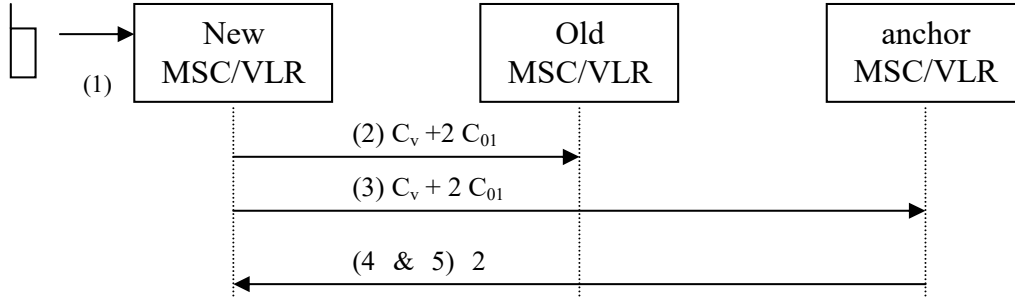 New
MSC/VLR
Old
MSC/VLR
anchor
MSC/VLR
(1)
(2) Cv +2 C01
(3) Cv + 2 C01
(4 & 5) 2